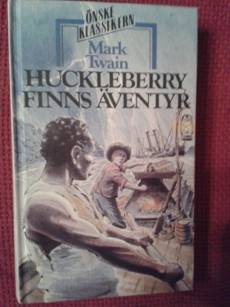 ÖNSKE
KLASSIKERN
Mark
Twain
HUCKLEBERRY
FINNS ÄVENTYR